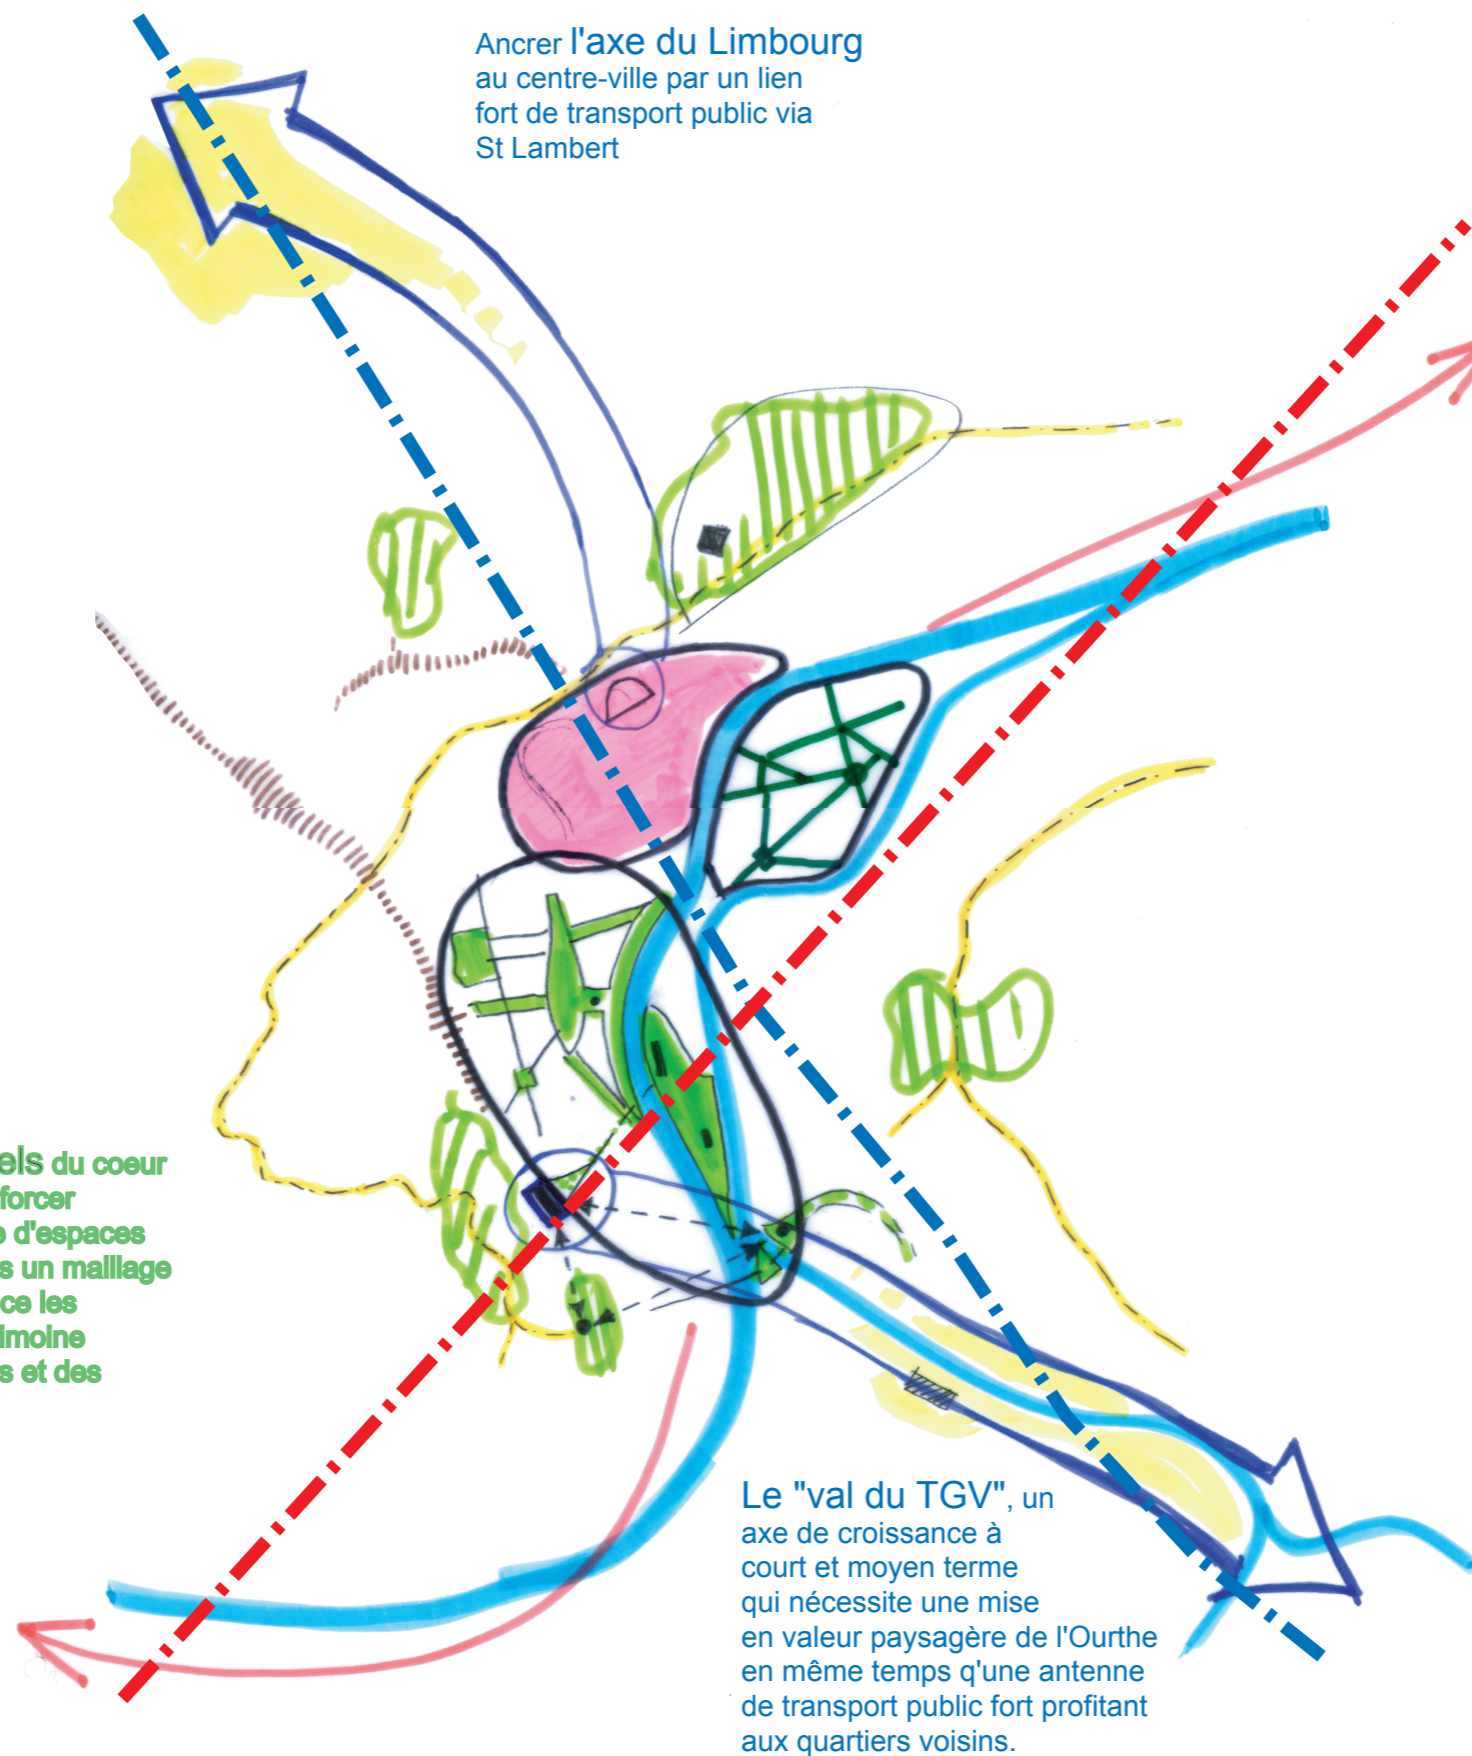 Ancrer l'axe du Limbourg
au centre-ville par un lien
fort de transport public via
St Lambert
els du coeur
forcer
d'espaces
s un maillage
ce les
imoine
s et des
Le "val du TGV", un
axe de croissance à
court et moyen terme
qui nécessite une mise
en valeur paysagère de l'Ourthe
en même temps q'une antenne
de transport public fort profitant
aux quartiers voisins.